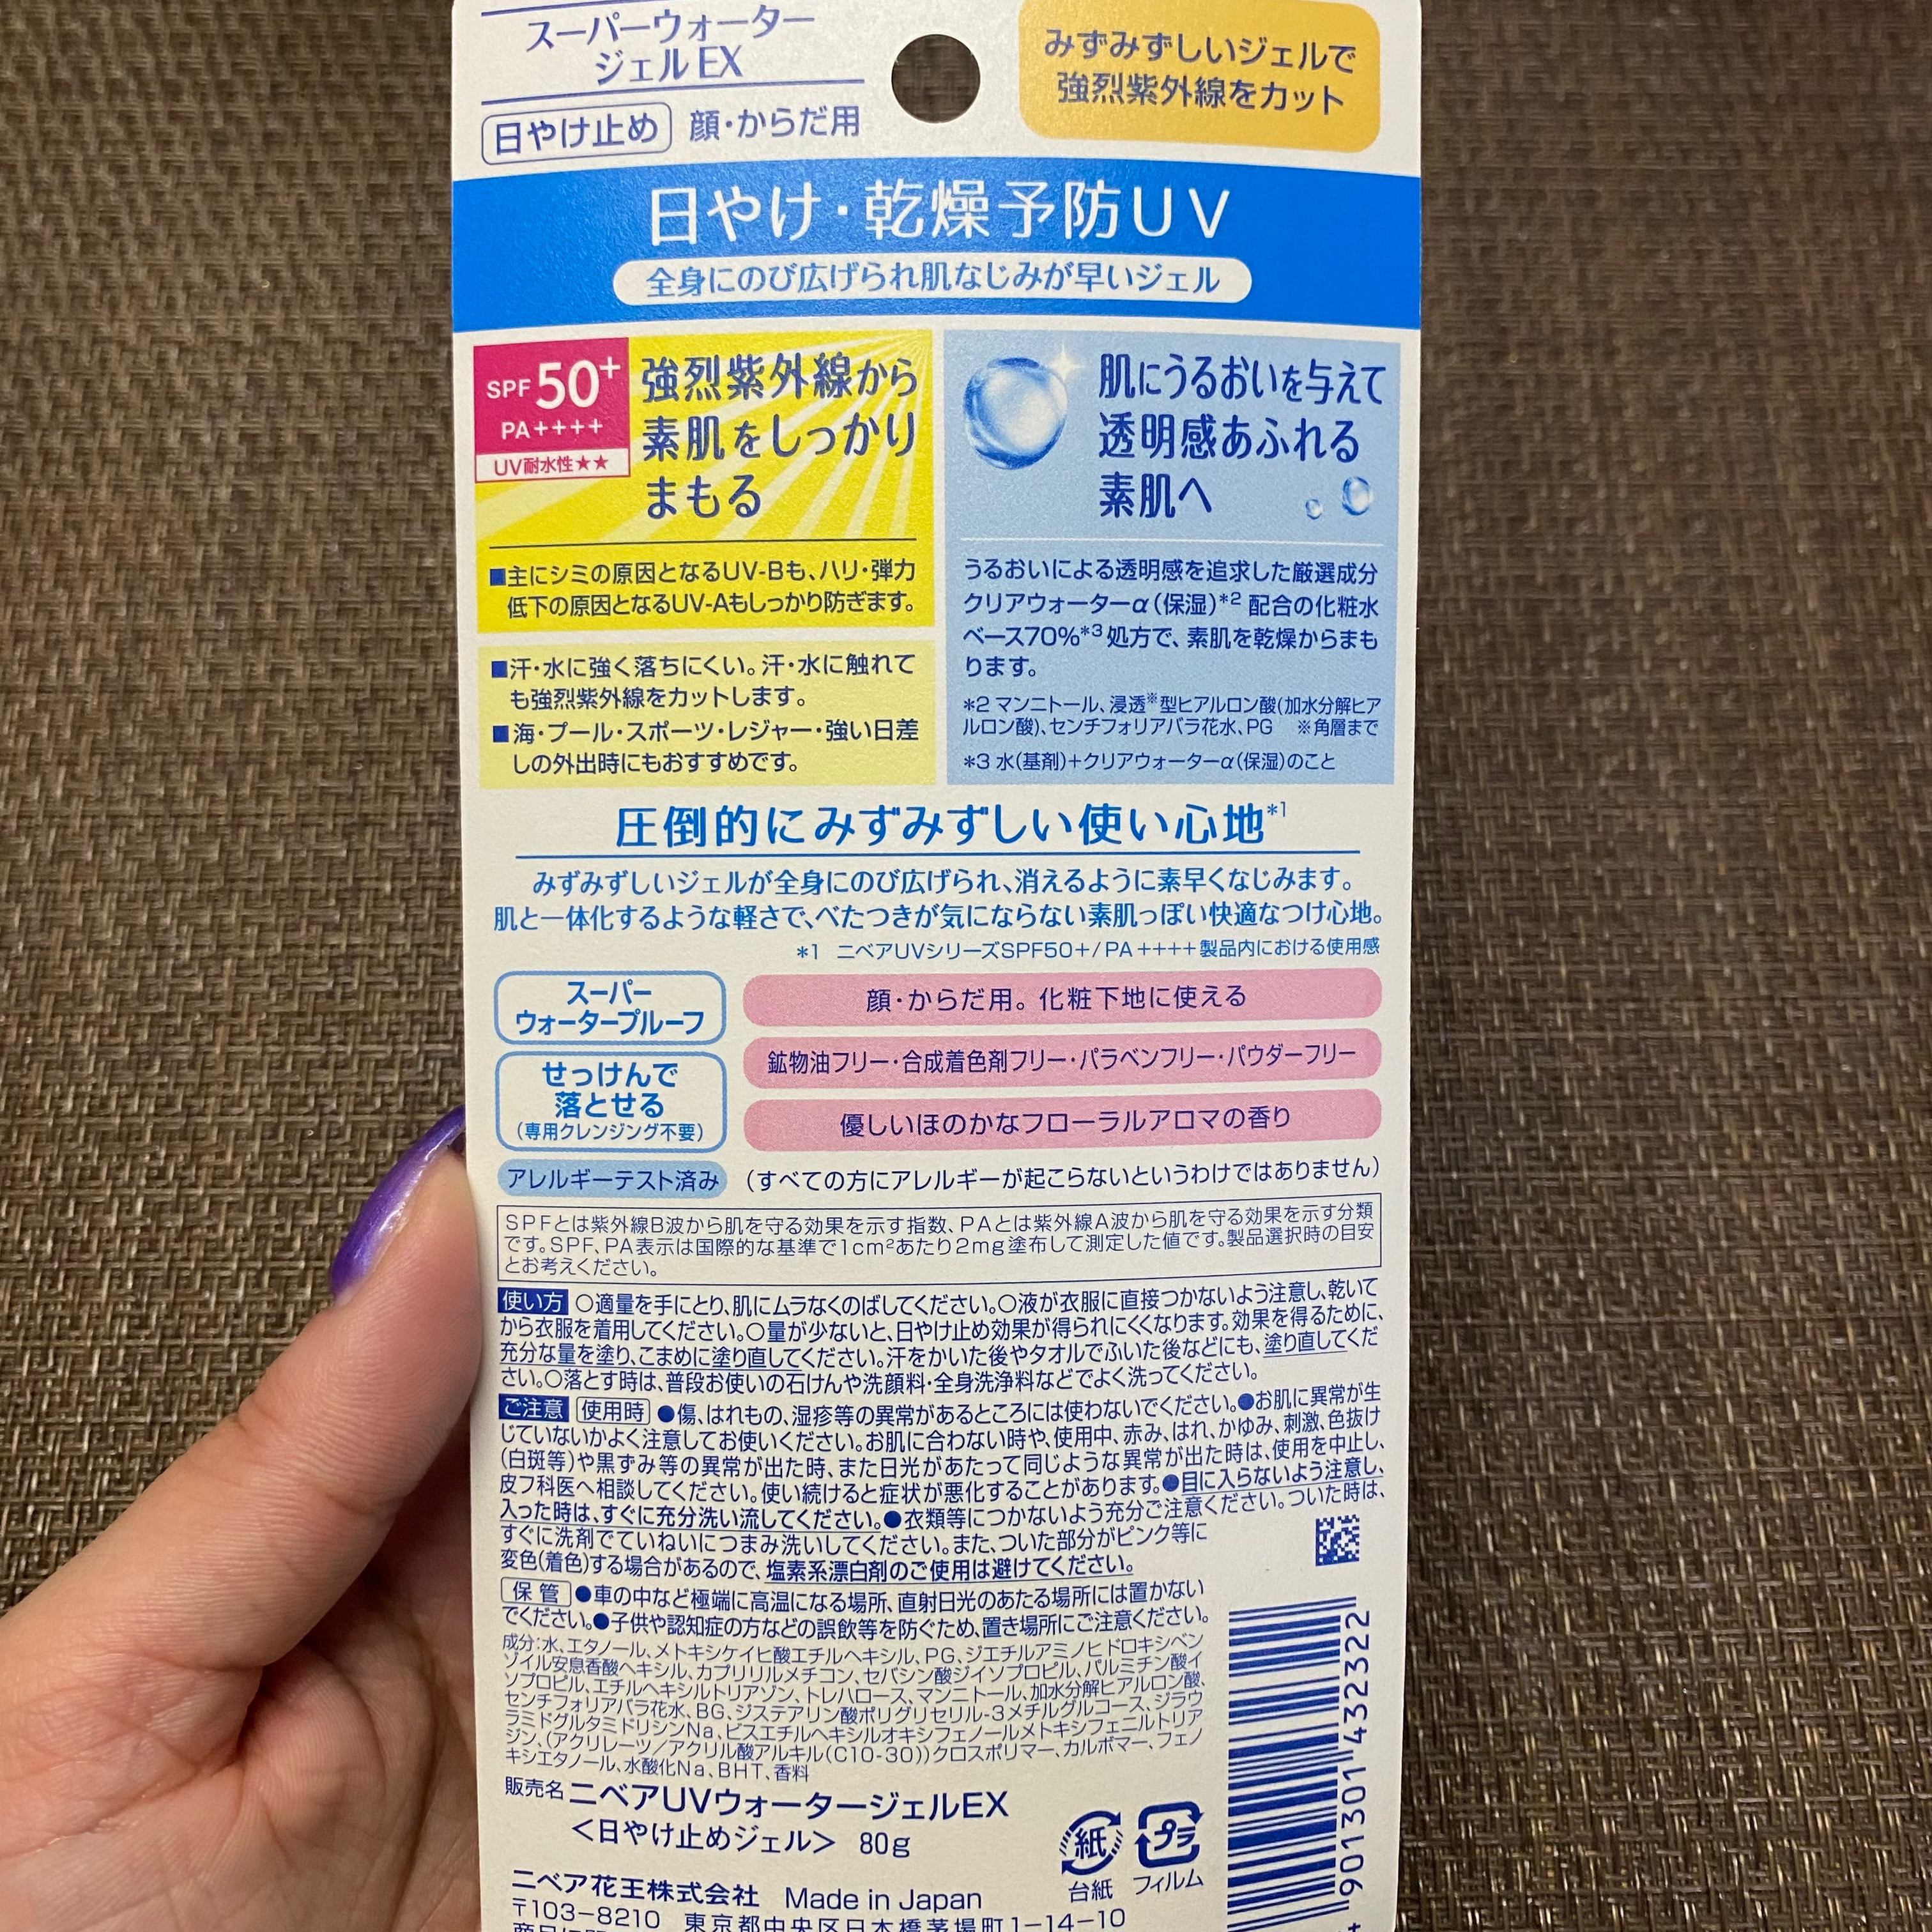 スーパーウォーター
ジェルEX
日やけ止め 顔・からだ用
みずみずしいジェルで
強烈紫外線をカット
日やけ・乾燥予防UV
全身にのび広げられ肌なじみが早いジェル
SPF50+
PA++++
UV耐水性★★
強烈紫外線から
素肌をしっかり
まもる
■主にシミの原因となるUV-Bも、ハリ・弾力
低下の原因となるUV-Aもしっかり防ぎます。
■汗・水に強く落ちにくい。汗・水に触れて
も強烈紫外線をカットします。
■海・プール・スポーツ・レジャー・強い日差
しの外出時にもおすすめです。
肌にうるおいを与えて
透明感あふれる
素肌へ
うるおいによる透明感を追求した厳選成分
クリアウォーターα(保湿)*2 配合の化粧水
ベース70%*3 処方で、素肌を乾燥からまも
ります。
*2 マンニトール、浸透※型ヒアルロン酸(加水分解ヒア
ルロン酸)、センチフォリアバラ花水、PG ※角層まで
*3 水(基剤)+クリアウォーターα(保湿)のこと
圧倒的にみずみずしい使い心地*1
みずみずしいジェルが全身にのび広げられ、消えるように素早くなじみます。
肌と一体化するような軽さで、べたつきが気にならない素肌っぽい快適なつけ心地。
*1 ニベアUVシリーズSPF50+/PA++++製品内における使用感
スーパー
ウォータープルーフ
せっけんで
落とせる
(専用クレンジング不要)
顔・からだ用。化粧下地に使える
鉱物油フリー・合成着色剤フリー・パラベンフリー・パウダーフリー
優しいほのかなフローラルアロマの香り
アレルギーテスト済み (すべての方にアレルギーが起こらないというわけではありません)
SPFとは紫外線B波から肌を守る効果を示す指数、PAとは紫外線A波から肌を守る効果を示す分類
です。SPF、PA表示は国際的な基準で1cm²あたり2mg塗布して測定した値です。製品選択時の目安
とお考えください。
使い方 ○適量を手にとり、肌にムラなくのばしてください。○液が衣服に直接つかないよう注意し、乾いて
から衣服を着用してください。○量が少ないと、日やけ止め効果が得られにくくなります。効果を得るために、
充分な量を塗り、こまめに塗り直してください。汗をかいた後やタオルでふいた後などにも、塗り直してくだ
さい。○落とす時は、普段お使いの石けんや洗顔料・全身洗浄料などでよく洗ってください。
ご注意 使用時 ●傷、はれもの、湿疹等の異常があるところには使わないでください。●お肌に異常が生
じていないかよく注意してお使いください。お肌に合わない時や、使用中、赤み、はれ、かゆみ、刺激、色抜け
(白斑等)や黒ずみ等の異常が出た時、また日光があたって同じような異常が出た時は、使用を中止し、
皮フ科医へ相談してください。使い続けると症状が悪化することがあります。●目に入らないよう注意し、
入った時は、すぐに充分洗い流してください。●衣類等につかないよう充分ご注意ください。ついた時は、
すぐに洗剤でていねいにつまみ洗いしてください。また、ついた部分がピンク等に
変色(着色)する場合があるので、塩素系漂白剤のご使用は避けてください。
保管 ●車の中など極端に高温になる場所、直射日光のあたる場所には置かない
でください。●子供や認知症の方などの誤飲等を防ぐため、置き場所にご注意ください。
成分:水、エタノール、メトキシケイヒ酸エチルヘキシル、PG、ジエチルアミノヒドロキシベン
ゾイル安息香酸ヘキシル、カプリリルメチコン、セバシン酸ジイソプロピル、パルミチン酸イ
ソプロピル、エチルヘキシルトリアゾン、トレハロース、マンニトール、加水分解ヒアルロン酸、
センチフォリアバラ花水、BG、ジステアリン酸ポリグリセリル-3メチルグルコース、ジラウ
ラミドグルタミドリシンNa、ビスエチルヘキシルオキシフェノールメトキシフェニルトリア
ジン、(アクリレーツ/アクリル酸アルキル(C10-30))クロスポリマー、カルボマー、フェノ
キシエタノール、水酸化Na、BHT、香料
販売名 ニベアUVウォータージェルEX
<日やけ止めジェル> 80g
紙
台紙
プラ
フィルム
ニベア花王株式会社 Made in Japan
〒103-8210 東京都中央区日本橋茅場町1-14-10
901301 432322